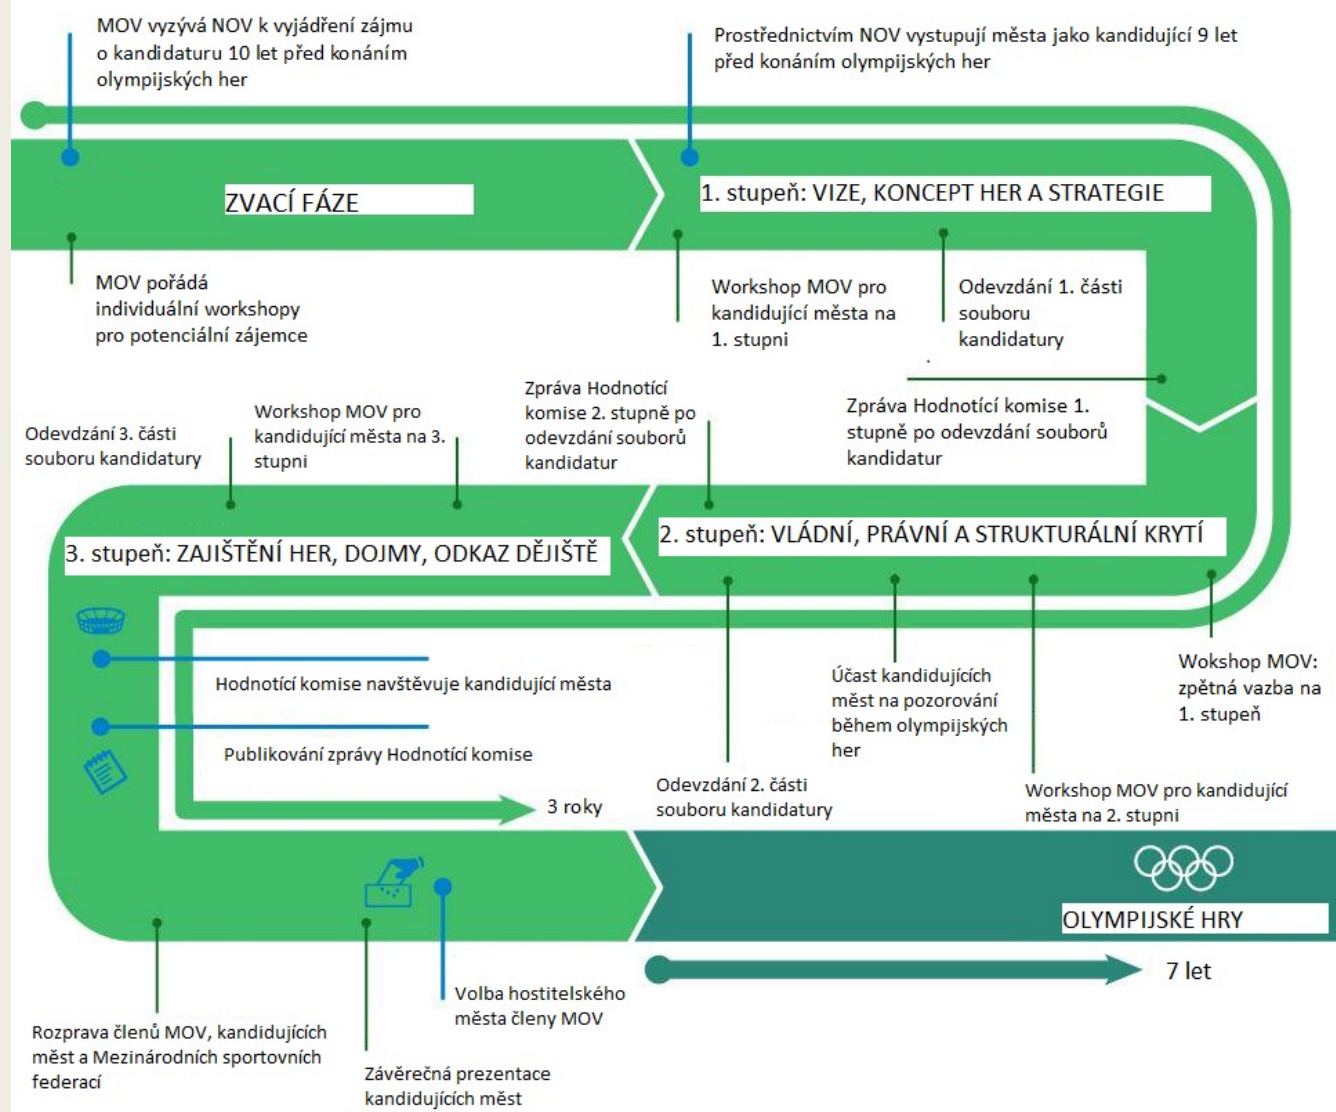 MOV vyzývá NOV k vyjádření zájmu
o kandidaturu 10 let před konáním
olympijských her
Prostřednictvím NOV vystupují města jako kandidující 9 let
před konáním olympijských her
ZVACÍ FÁZE
1. stupeň: VIZE, KONCEPT HER A STRATEGIE
MOV pořádá
individuální workshopy
pro potenciální zájemce
Workshop MOV pro
kandidující města na
1. stupni
Odevzdání 1. části
souboru
kandidatury
.
Zpráva Hodnotící komise 1.
stupně po odevzdání souborů
kandidatur
Zpráva Hodnotící
komise 2. stupně po
odevzdání souborů
kandidatur
Workshop MOV pro
kandidující města na 3.
stupni
Odevdzání 3. části
souboru kandidatury
2. stupeň: VLÁDNÍ, PRÁVNÍ A STRUKTURÁLNÍ KRYTÍ
3. stupeň: ZAJIŠTĚNÍ HER, DOJMY, ODKAZ DĚJIŠTĚ
Wokshop MOV:
zpětná vazba na
1. stupeň
Účast kandidujících
měst na pozorování
během olympijských
her
Workshop MOV pro kandidující
města na 2. stupni
Odevzdání 2. části
souboru kandidatury
Hodnotící komise navštěvuje kandidující města
Publikování zprávy Hodnotící komise
3 roky
OLYMPIJSKÉ HRY
7 let
Rozprava členů MOV, kandidujících
měst a Mezinárodních sportovních
federací
Závěrečná prezentace
kandidujících měst
Volba hostitelského
města členy MOV